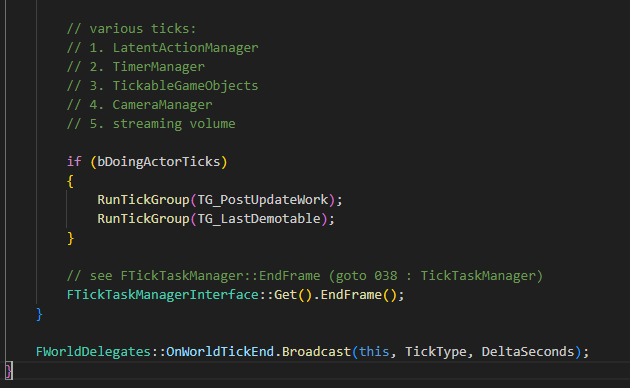 // various ticks:
// 1. LatentActionManager
// 2. TimerManager
// 3. TickableGameObjects
// 4. CameraManager
// 5. streaming volume
if (bDoingActorTicks)
{
RunTickGroup(TG_PostUpdateWork);
RunTickGroup(TG_LastDemotable);
}
// see FTickTaskManager::EndFrame (goto 038 : TickTaskManager)
FTickTaskManagerInterface::Get().EndFrame();
}
FWorldDelegates::OnWorldTickEnd.Broadcast(this, TickType, DeltaSeconds);
}